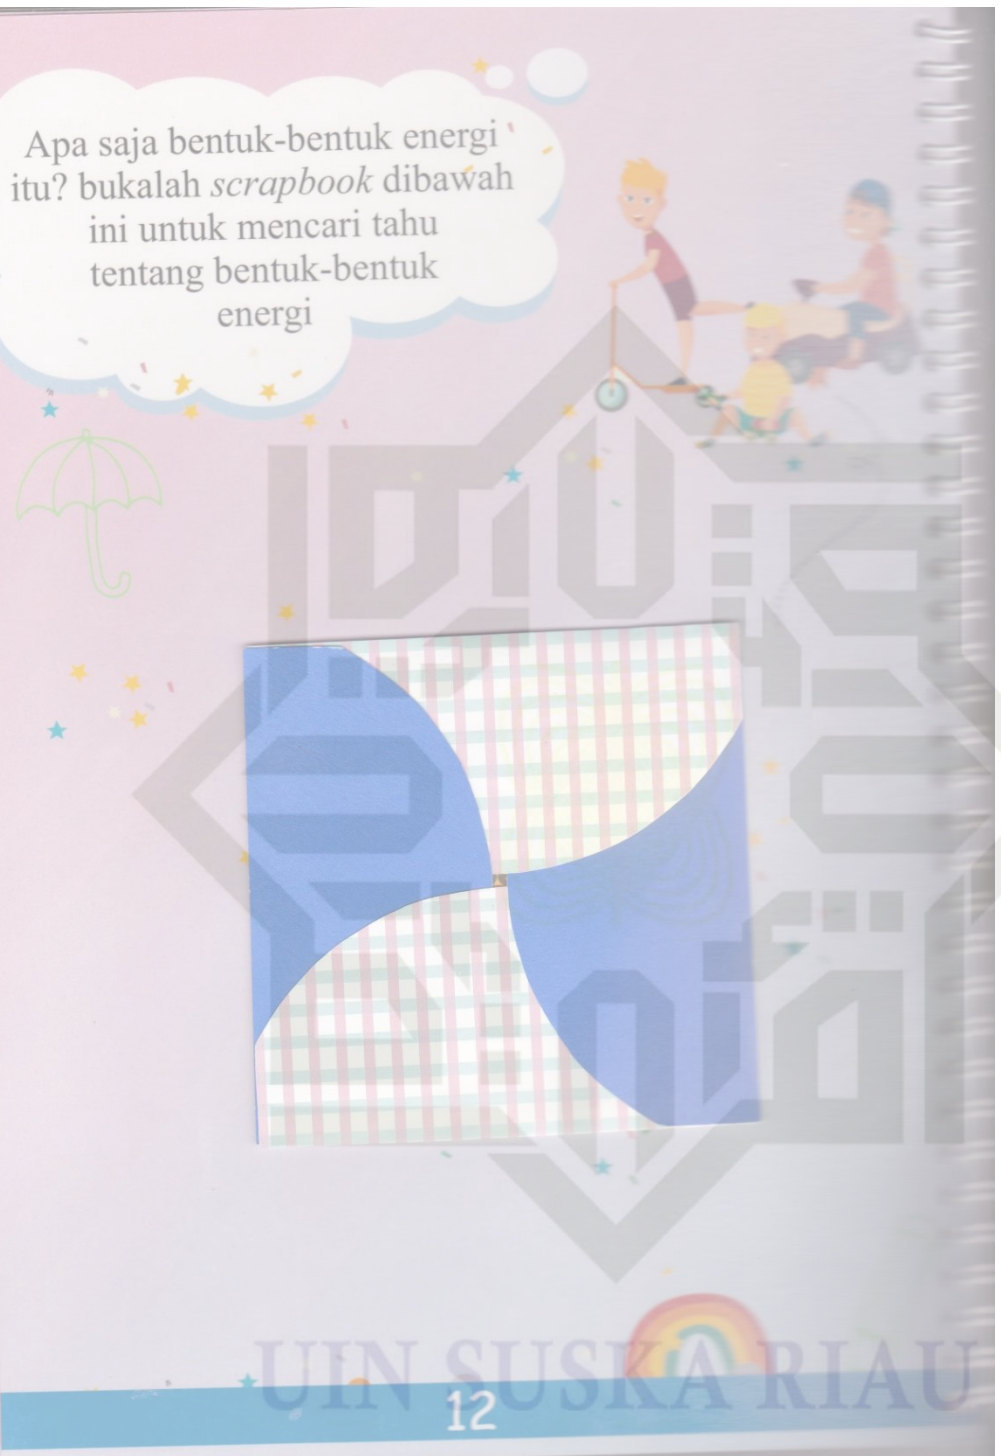 Apa saja bentuk-bentuk energi
itu? bukalah scrapbook dibawah
ini untuk mencari tahu
tentang bentuk-bentuk
energi
UIN SUSKA RIAU
12